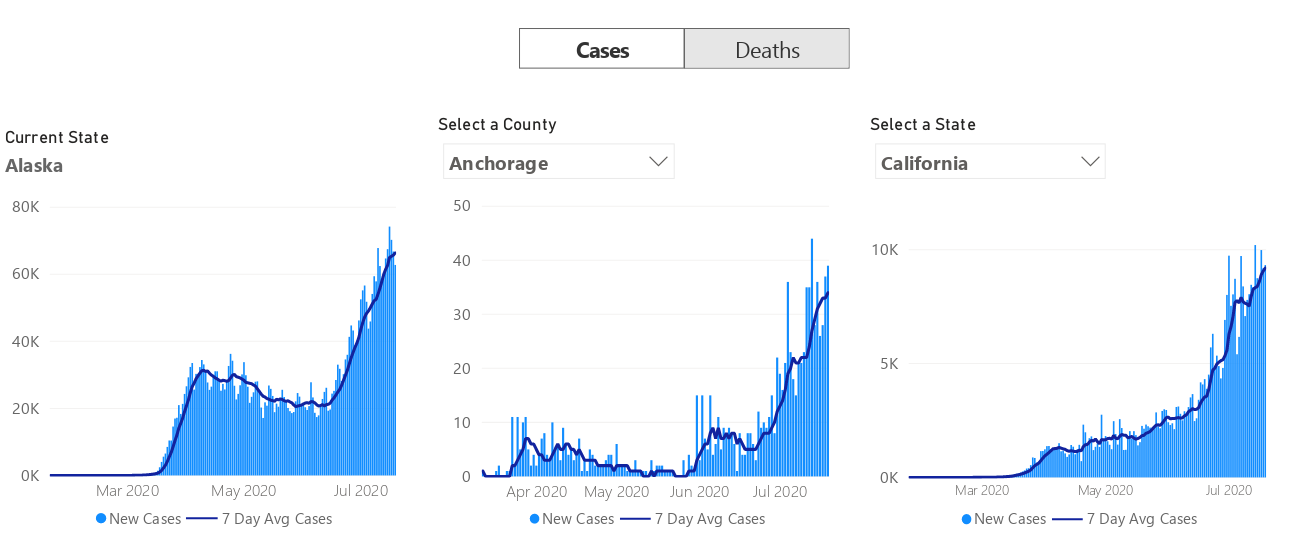 Cases Deaths
Current State
Alaska
80K
60K
40K
20K
0K
Mar 2020 May 2020 Jul 2020
New Cases 7 Day Avg Cases
Select a County
Anchorage
50
40
30
20
10
0
Apr 2020 May 2020 Jun 2020 Jul 2020
New Cases 7 Day Avg Cases
Select a State
California
10K
5K
0K
Mar 2020 May 2020 Jul 2020
New Cases 7 Day Avg Cases